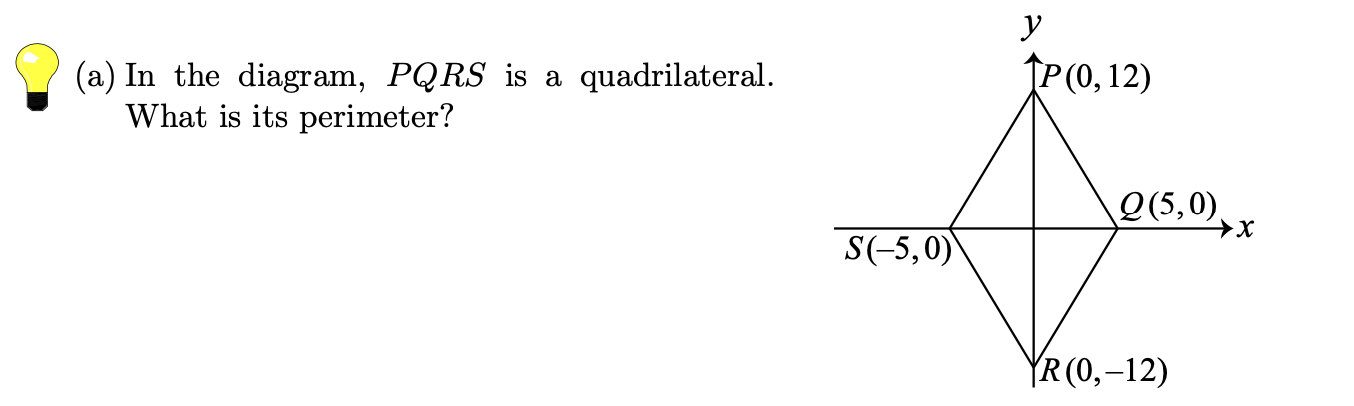 (a) In the diagram, PQRS is a quadrilateral.
What is its perimeter?
y
P(0,12)
Q(5,0)
x
S(–5,0)
R(0,–12)